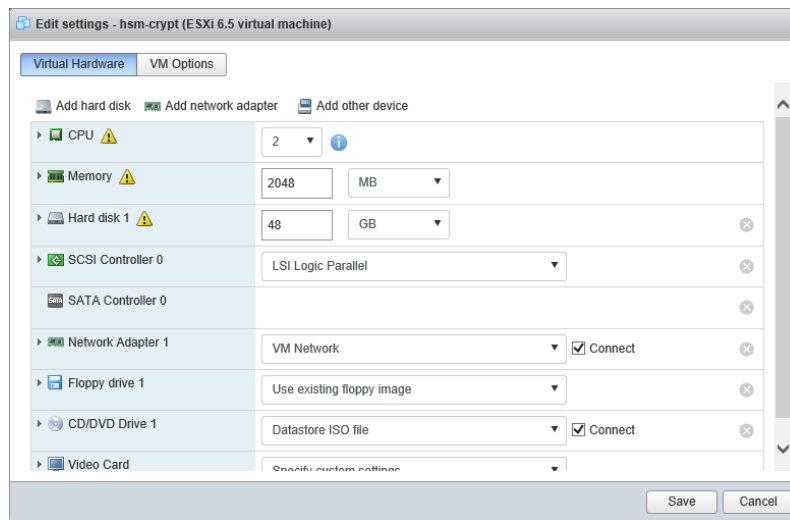 Edit settings - hsm-crypt (ESXi 6.5 virtual machine)
Virtual Hardware VM Options
Add hard disk Add network adapter Add other device
CPU 2
Memory 2048 MB
Hard disk 1 48 GB
SCSI Controller 0 LSI Logic Parallel
SATA SATA Controller 0
Network Adapter 1 VM Network Connect
Floppy drive 1 Use existing floppy image
CD/DVD Drive 1 Datastore ISO file Connect
Video Card Specify custom settings
Save Cancel